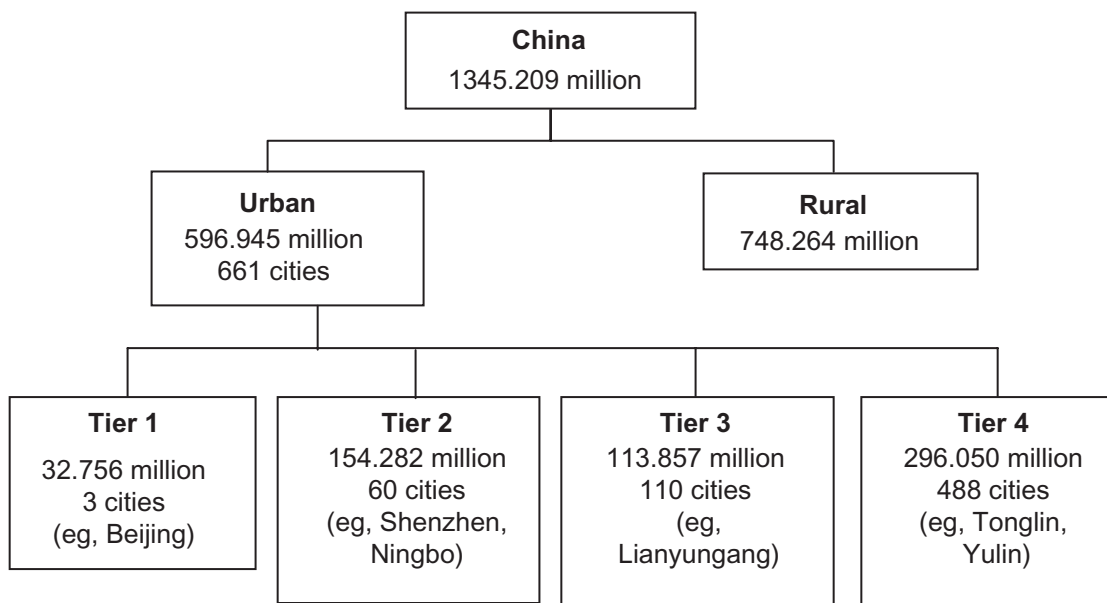 China
1345.209 million
Urban
596.945 million
661 cities
Rural
748.264 million
Tier 1
32.756 million
3 cities
(eg, Beijing)
Tier 2
154.282 million
60 cities
(eg, Shenzhen,
Ningbo)
Tier 3
113.857 million
110 cities
(eg,
Lianyungang)
Tier 4
296.050 million
488 cities
(eg, Tonglin,
Yulin)